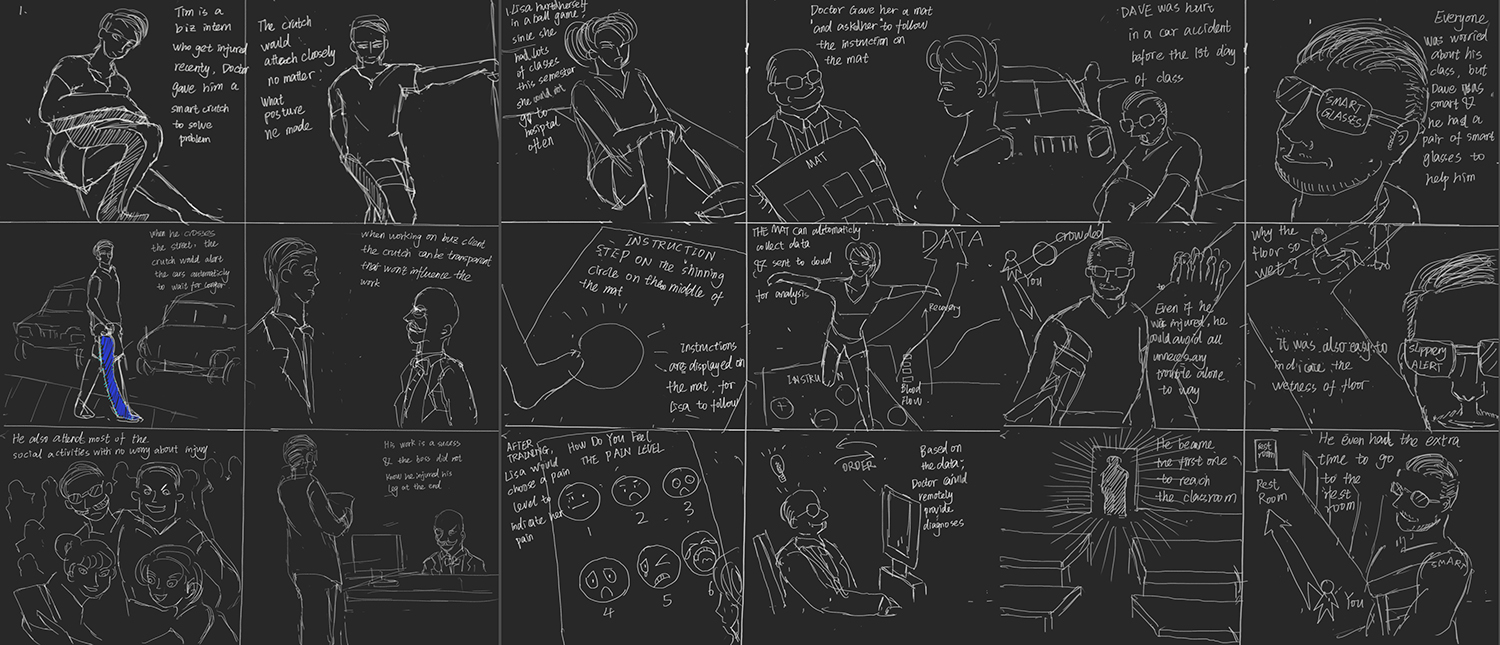 1.
Tim is a
biz intern
who get injured
recently, Doctor
gave him a
smart crutch
to solve
problem
The
crutch
would
attach closely
no matter
what
posture
he made
when he crosses
the street, the
crutch would alert
the cars automaticly
to wait for longer
when working on biz client
the crutch can be transparent
that won't influence the
work
He also attend most of the
social activities with no worry about injury
His work is a sucess
& the boss did not
know he injured his
leg at the end
1. Lisa hurt herself
in a ball game,
since she
had lots
of classes
this semester
she could not
go to
hosiptal
often
Doctor Gave her a mat
and asked her to follow
the instruction on
the mat
MAT
INSTRUCTION
STEP ON the shinning
circle on the middle of
the mat
Instructions
are displayed on
the mat, for
Lisa to follow
THE MAT can automaticly
collect data
& sent to cloud
for analysis
DATA
Recovery
Blood
Flow
INSTRUCTION
AFTER
TRAINING,
Lisa would
choose a pain
level to
indicate her
pain
How Do You Feel
THE PAIN LEVEL
1
2
3
4
5
6
ORDER
Based on
the data,
Doctor could
remotely
provide
diagnoses
DAVE was hurt
in a car accident
before the 1st day
of class
Everyone
was worried
about his
class, but
Dave was
smart &
he had a
pair of smart
glasses to
help him
SMART
GLASSES
crowded
You
Even if he
was injured, he
could avoid all
unnecessary
trouble alone
to way
Why the
floor so
wet?
It was also easy to
indicate the
wetness of floor
Slippery
ALERT
He became
the first one
to reach
the classroom
He even had the extra
time to go
to the
rest
room
Rest
room
Rest
Room
You
SMART